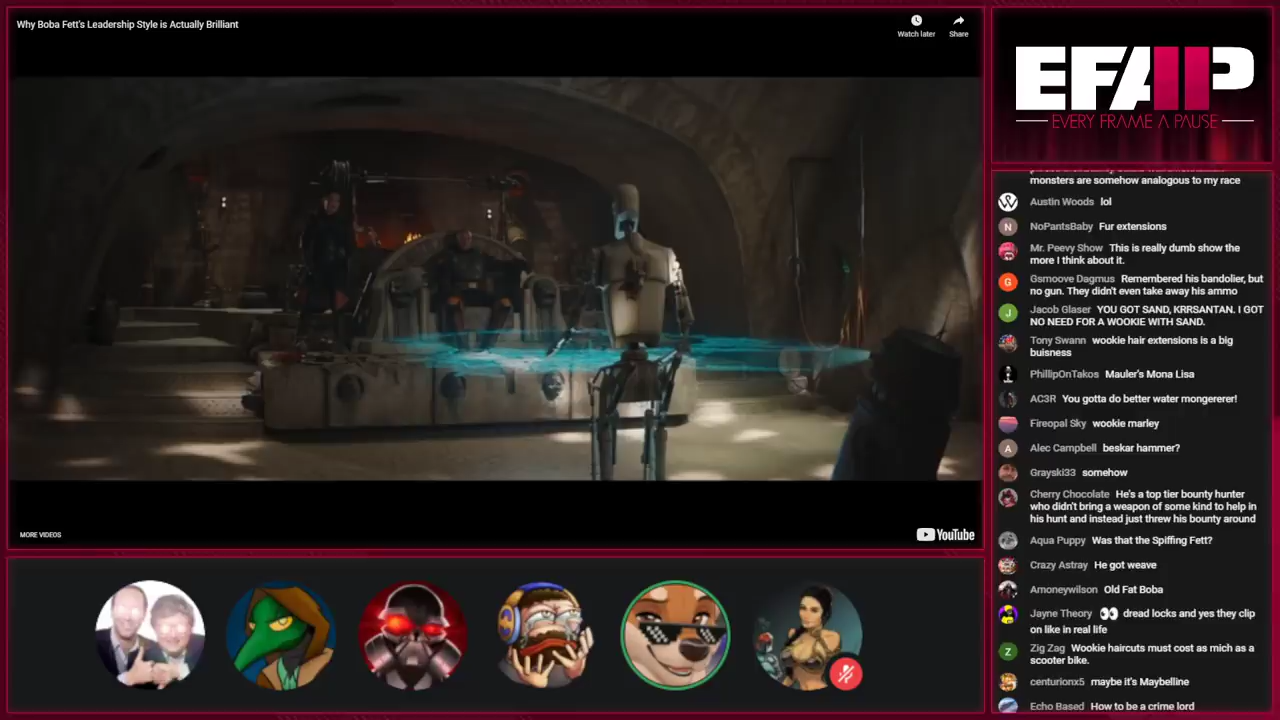 Why Boba Fett's Leadership Style is Actually Brilliant
Watch later
Share
MORE VIDEOS
YouTube
EFAP
EVERY FRAME A PAUSE
monsters are somehow analogous to my race
Austin Woods lol
NoPantsBaby Fur extensions
Mr. Peevy Show This is really dumb show the
more I think about it.
Gsmoove Dagmus Remembered his bandolier, but
no gun. They didn't even take away his ammo
Jacob Glaser YOU GOT SAND, KRRSANTAN. I GOT
NO NEED FOR A WOOKIE WITH SAND.
Tony Swann wookie hair extensions is a big
buisness
PhillipOnTakos Mauler's Mona Lisa
AC3R You gotta do better water mongererer!
Fireopal Sky wookie marley
Alec Campbell beskar hammer?
Grayski33 somehow
Cherry Chocolate He's a top tier bounty hunter
who didn't bring a weapon of some kind to help in
his hunt and instead just threw his bounty around
Aqua Puppy Was that the Spiffing Fett?
Crazy Astray He got weave
Amoneywilson Old Fat Boba
Jayne Theory 👀 dread locks and yes they clip
on like in real life
Zig Zag Wookie haircuts must cost as mich as a
scooter bike.
centurionx5 maybe it's Maybelline
Echo Based How to be a crime lord